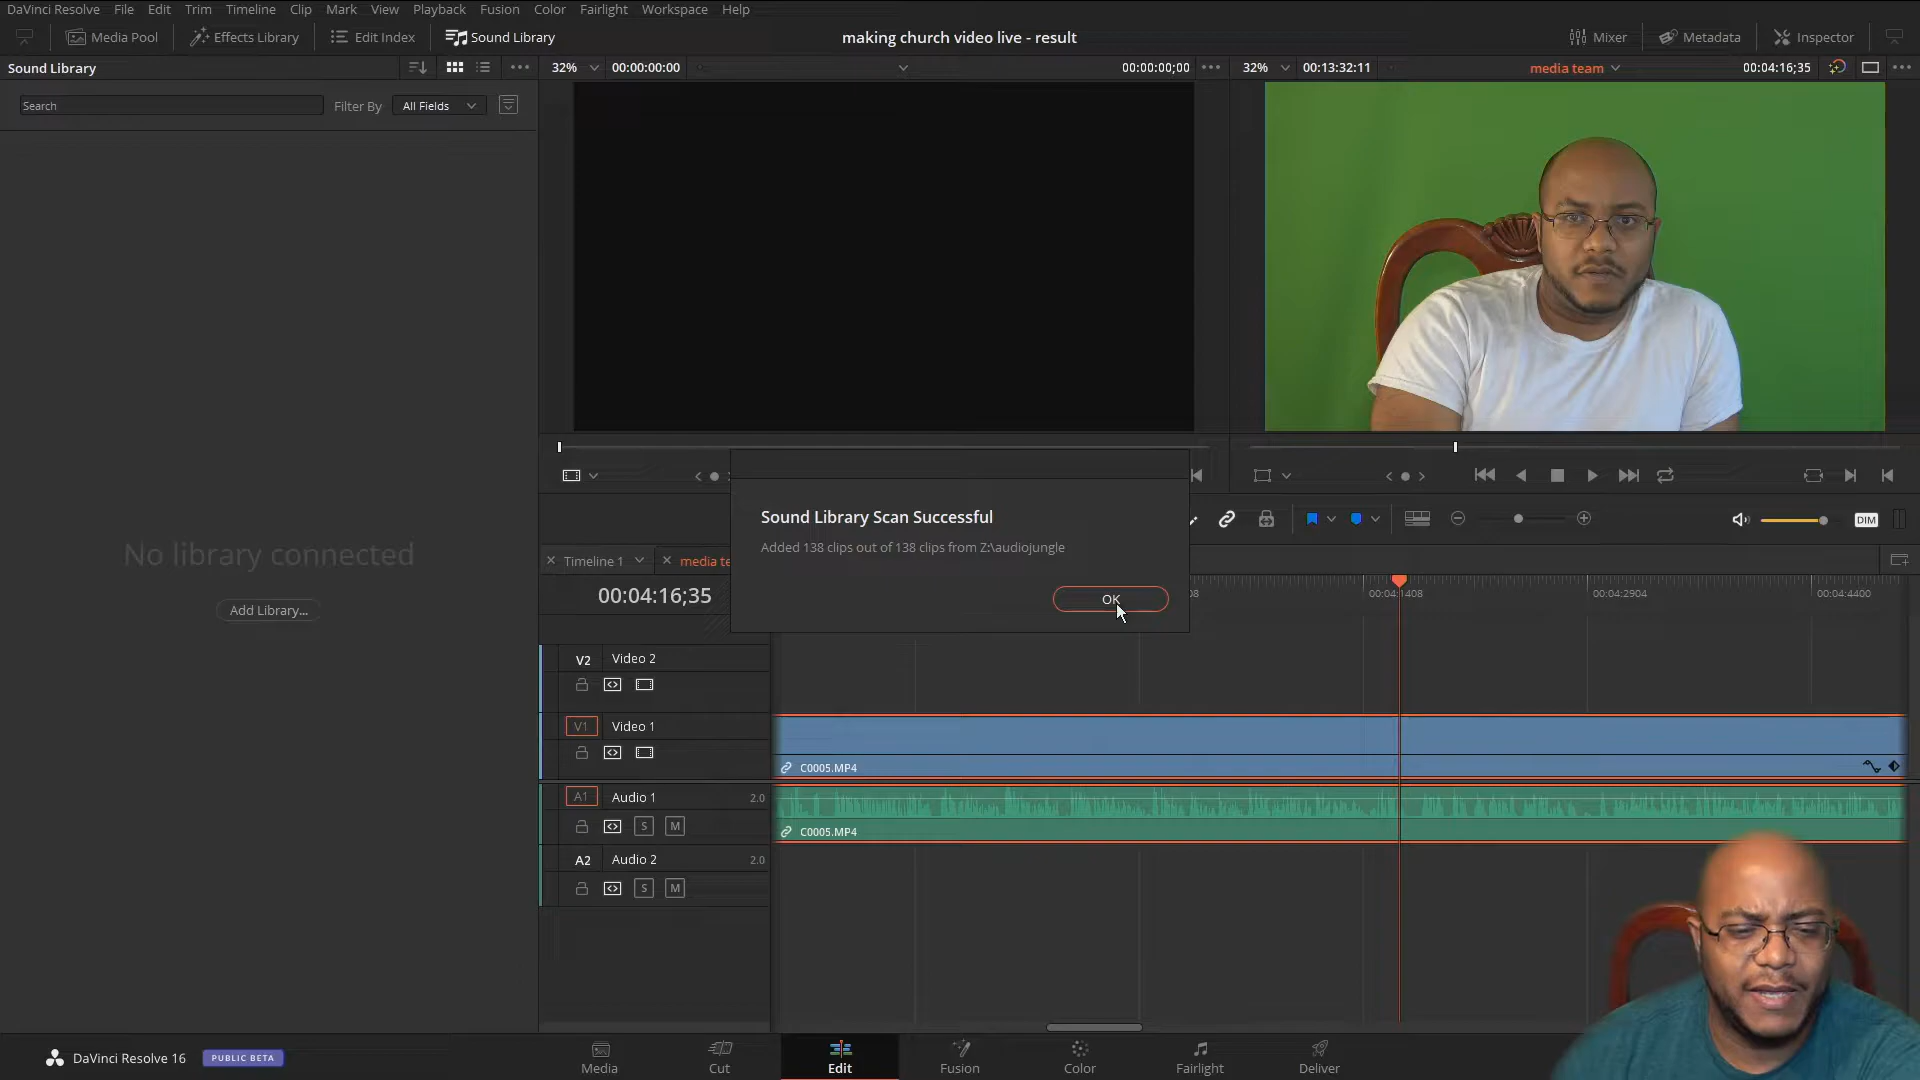 DaVinci Resolve File Edit Trim Timeline Clip Mark View Playback Fusion Color Fairlight Workspace Help
Media Pool Effects Library Edit Index Sound Library making church video live - result Mixer Metadata Inspector
Sound Library 32% 00:00:00:00 00:00:00;00 32% 00:13:32:11 media team 00:04:16;35
Search Filter By All Fields
No library connected
Add Library...
Sound Library Scan Successful
Added 138 clips out of 138 clips from Z:\audiojungle
OK
DIM
Timeline 1 media te
00:04:16;35 08 00:04:1408 00:04:2904 00:04:4400
V2 Video 2
V1 Video 1
C0005.MP4
A1 Audio 1 2.0
S M
C0005.MP4
A2 Audio 2 2.0
S M
DaVinci Resolve 16 PUBLIC BETA Media Cut Edit Fusion Color Fairlight Deliver